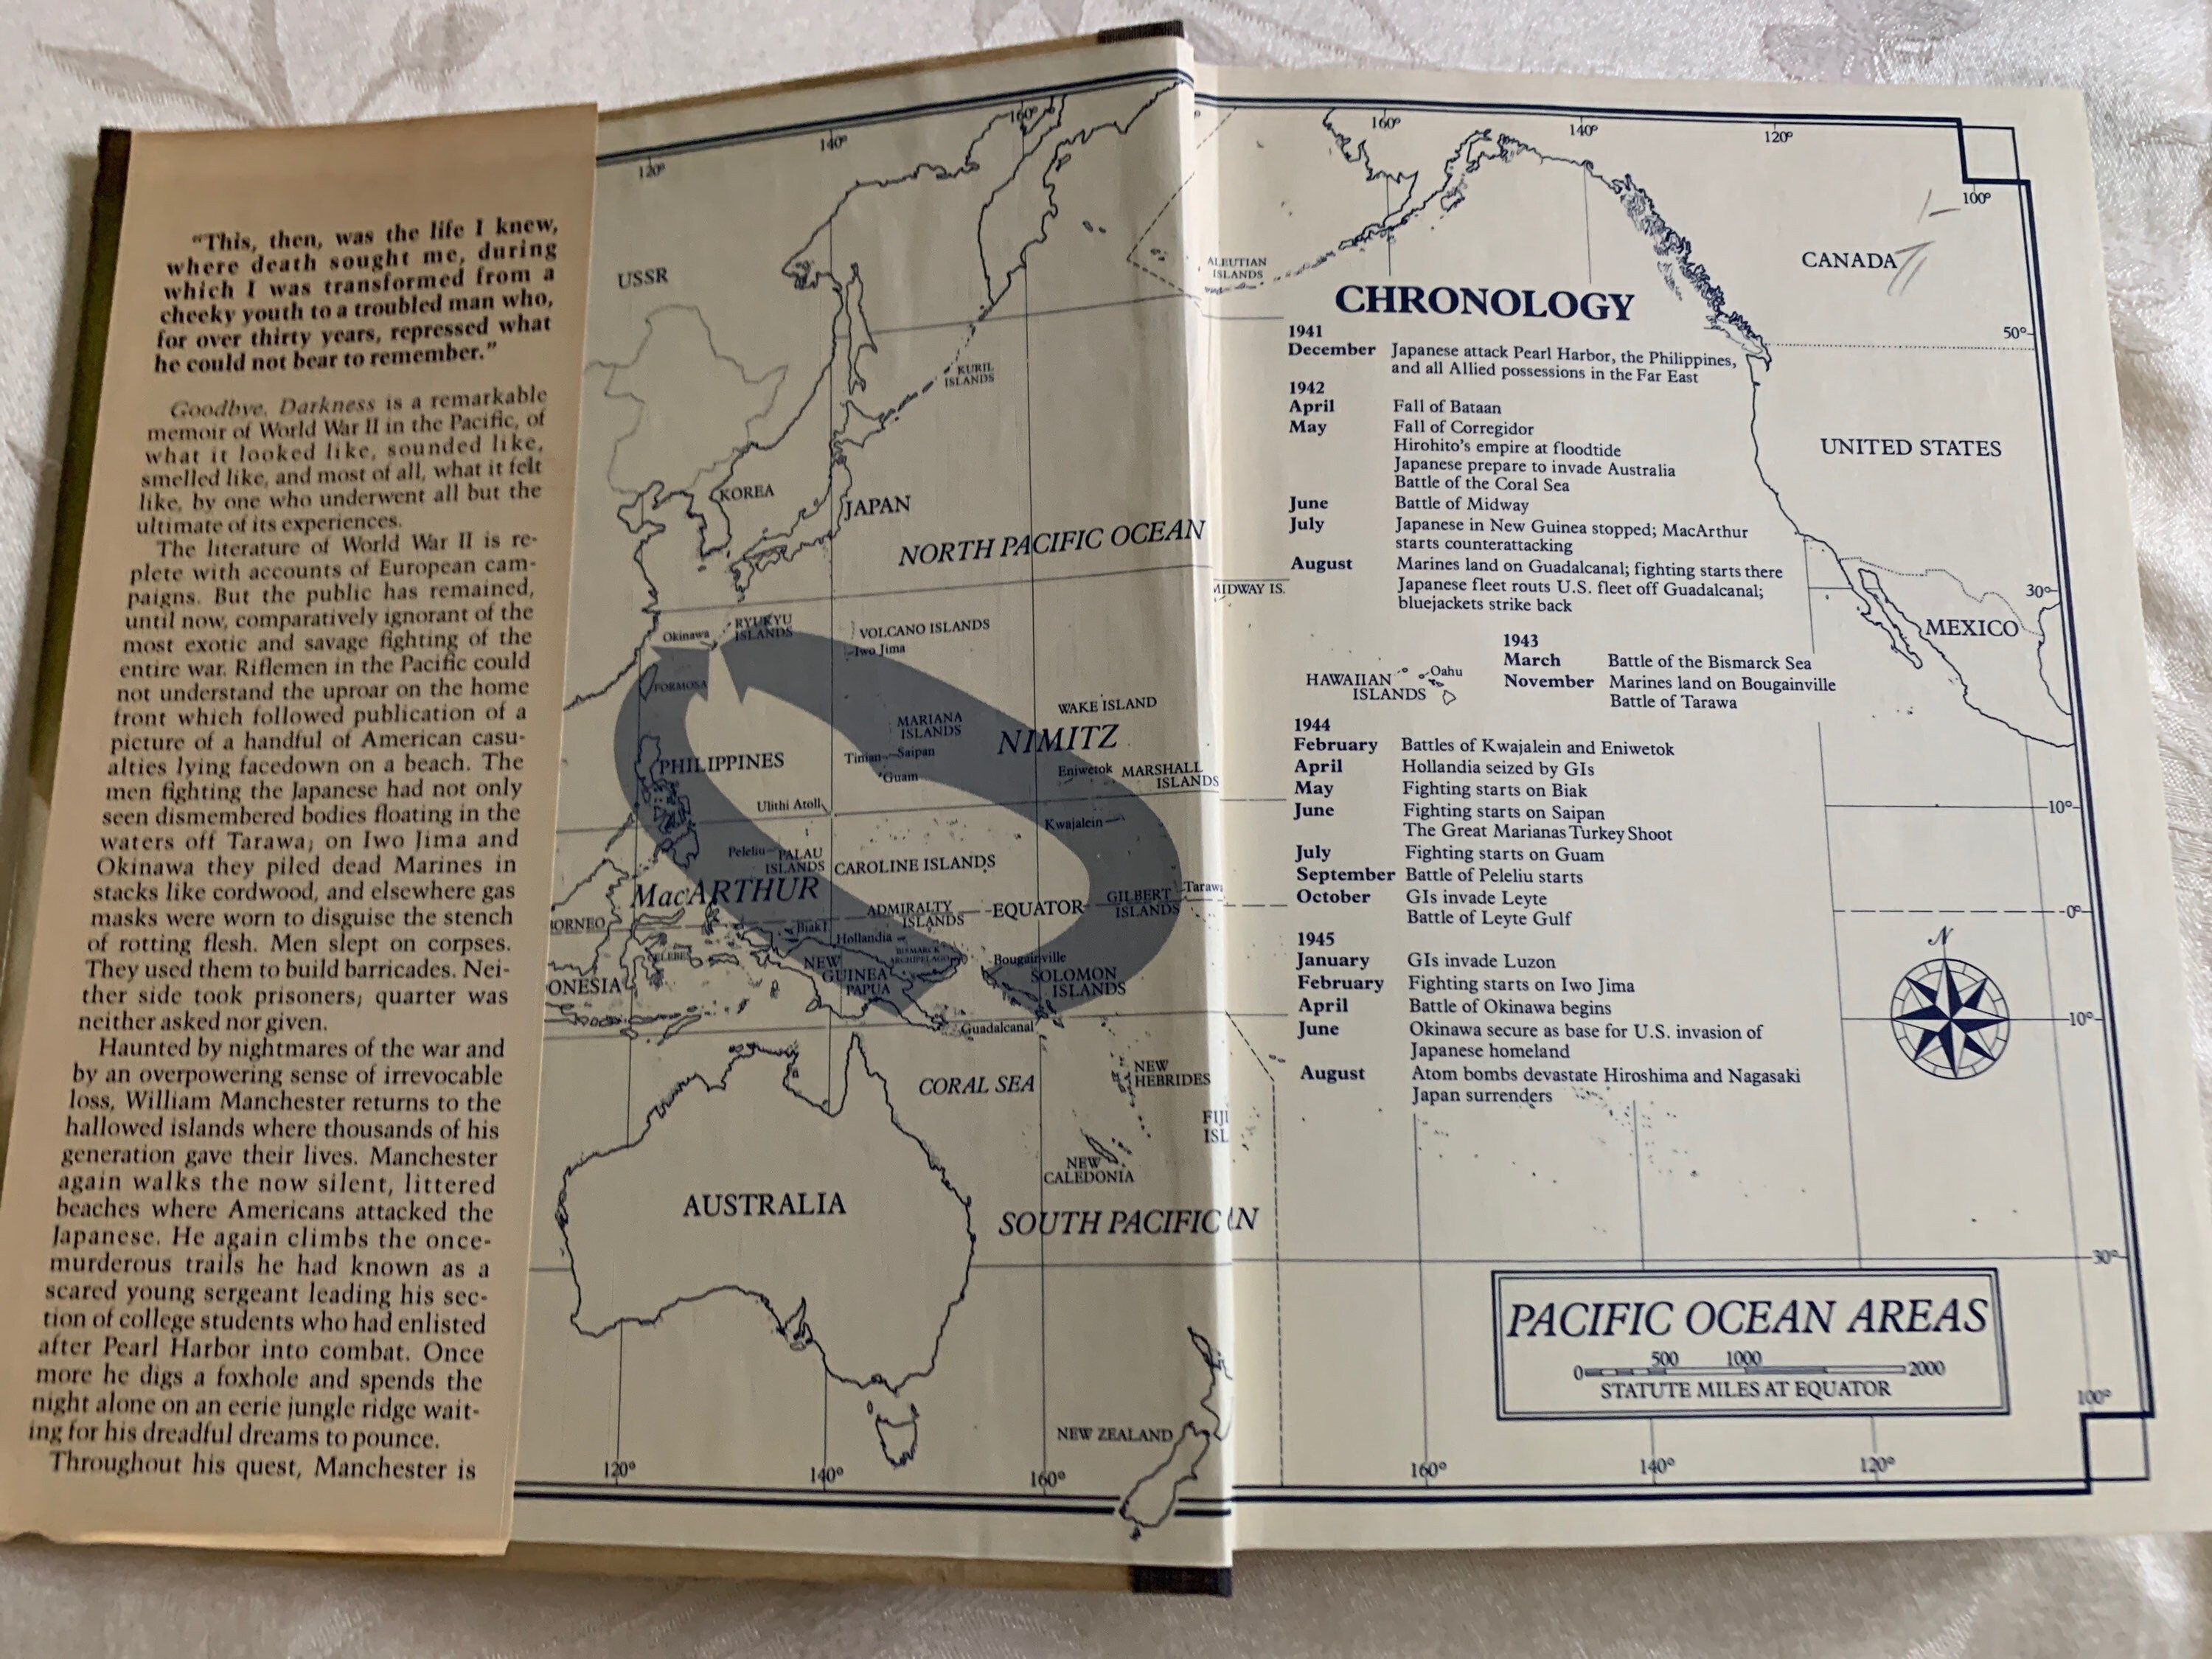 "This, then, was the life I knew,
where death sought me, during
which I was transformed from a
cheeky youth to a troubled man who,
for over thirty years, repressed what
he could not bear to remember."
Goodbye, Darkness is a remarkable
memoir of World War II in the Pacific, of
what it looked like, sounded like,
smelled like, and most of all, what it felt
like, by one who underwent all but the
ultimate of its experiences.
The literature of World War II is re-
plete with accounts of European cam-
paigns. But the public has remained,
until now, comparatively ignorant of the
most exotic and savage fighting of the
entire war. Riflemen in the Pacific could
not understand the uproar on the home
front which followed publication of a
picture of a handful of American casu-
alties lying facedown on a beach. The
men fighting the Japanese had not only
seen dismembered bodies floating in the
waters off Tarawa; on Iwo Jima and
Okinawa they piled dead Marines in
stacks like cordwood, and elsewhere gas
masks were worn to disguise the stench
of rotting flesh. Men slept on corpses.
They used them to build barricades. Nei-
ther side took prisoners; quarter was
neither asked nor given.
Haunted by nightmares of the war and
by an overpowering sense of irrevocable
loss, William Manchester returns to the
hallowed islands where thousands of his
generation gave their lives. Manchester
again walks the now silent, littered
beaches where Americans attacked the
Japanese. He again climbs the once-
murderous trails he had known as a
scared young sergeant leading his sec-
tion of college students who had enlisted
after Pearl Harbor into combat. Once
more he digs a foxhole and spends the
night alone on an eerie jungle ridge wait-
ing for his dreadful dreams to pounce.
Throughout his quest, Manchester is
120° 140° 160°
USSR
KURIL
ISLANDS
KOREA
JAPAN
NORTH PACIFIC OCEAN
Okinawa
RYUKYU
ISLANDS
VOLCANO ISLANDS
Iwo Jima
FORMOSA
WAKE ISLAND
MARIANA
ISLANDS
NIMITZ
Tinian Saipan
Guam
PHILIPPINES
Eniwetok
MARSHALL
ISLANDS
Ulithi Atoll
Kwajalein
Peleliu
PALAU
ISLANDS
CAROLINE ISLANDS
MacARTHUR
GILBERT
ISLANDS
Tarawa
ADMIRALTY
ISLANDS
EQUATOR
BORNEO
Biak I.
Hollandia
CELEBES
BISMARCK
ARCHIPELAGO
NEW
GUINEA
PAPUA
Bougainville
SOLOMON
ISLANDS
ONESIA
Guadalcanal
CORAL SEA
NEW
HEBRIDES
FIJI
ISL
NEW
CALEDONIA
AUSTRALIA
SOUTH PACIFIC
AN
NEW ZEALAND
120° 140° 160°
160° 140° 120°
100°
ALEUTIAN
ISLANDS
CANADA
50°
UNITED STATES
30°
MEXICO
MIDWAY IS.
HAWAIIAN
ISLANDS
Oahu
10°
0°
N
10°
30°
100°
CHRONOLOGY
1941
December Japanese attack Pearl Harbor, the Philippines,
and all Allied possessions in the Far East
1942
April Fall of Bataan
May Fall of Corregidor
Hirohito's empire at floodtide
Japanese prepare to invade Australia
Battle of the Coral Sea
June Battle of Midway
July Japanese in New Guinea stopped; MacArthur
starts counterattacking
August Marines land on Guadalcanal; fighting starts there
Japanese fleet routs U.S. fleet off Guadalcanal;
bluejackets strike back
1943
March Battle of the Bismarck Sea
November Marines land on Bougainville
Battle of Tarawa
1944
February Battles of Kwajalein and Eniwetok
April Hollandia seized by GIs
May Fighting starts on Biak
June Fighting starts on Saipan
The Great Marianas Turkey Shoot
July Fighting starts on Guam
September Battle of Peleliu starts
October GIs invade Leyte
Battle of Leyte Gulf
1945
January GIs invade Luzon
February Fighting starts on Iwo Jima
April Battle of Okinawa begins
June Okinawa secure as base for U.S. invasion of
Japanese homeland
August Atom bombs devastate Hiroshima and Nagasaki
Japan surrenders
PACIFIC OCEAN AREAS
0 500 1000 2000
STATUTE MILES AT EQUATOR
160° 140° 120°